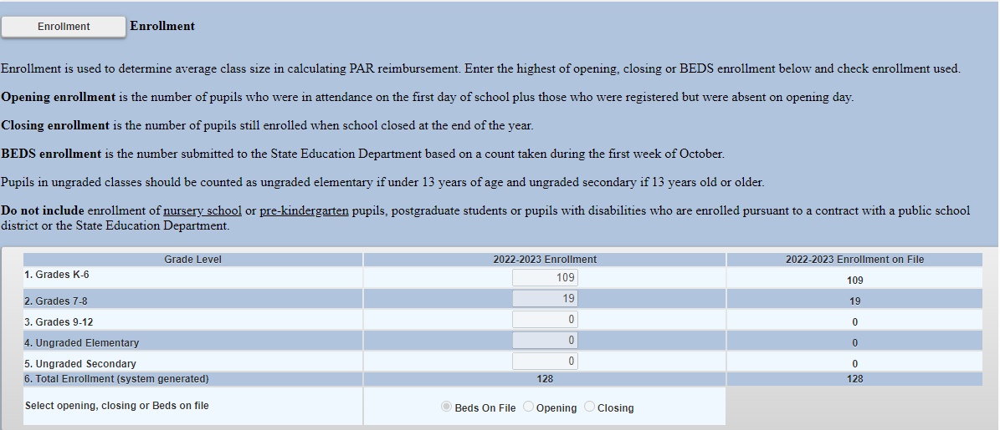 Enrollment Enrollment
Enrollment is used to determine average class size in calculating PAR reimbursement. Enter the highest of opening, closing or BEDS enrollment below and check enrollment used.
Opening enrollment is the number of pupils who were in attendance on the first day of school plus those who were registered but were absent on opening day.
Closing enrollment is the number of pupils still enrolled when school closed at the end of the year.
BEDS enrollment is the number submitted to the State Education Department based on a count taken during the first week of October.
Pupils in ungraded classes should be counted as ungraded elementary if under 13 years of age and ungraded secondary if 13 years old or older.
Do not include enrollment of nursery school or pre-kindergarten pupils, postgraduate students or pupils with disabilities who are enrolled pursuant to a contract with a public school
district or the State Education Department.
Grade Level 2022-2023 Enrollment 2022-2023 Enrollment on File
1. Grades K-6 109 109
2. Grades 7-8 19 19
3. Grades 9-12 0 0
4. Ungraded Elementary 0 0
5. Ungraded Secondary 0 0
6. Total Enrollment (system generated) 128 128
Select opening, closing or Beds on file Beds On File Opening Closing